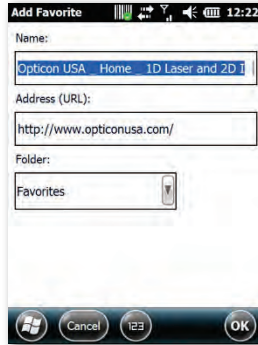 Add Favorite 12:22
Name:
Opticon USA _ Home _ 1D Laser and 2D I
Address (URL):
http://www.opticonusa.com/
Folder:
Favorites
Cancel 123 OK